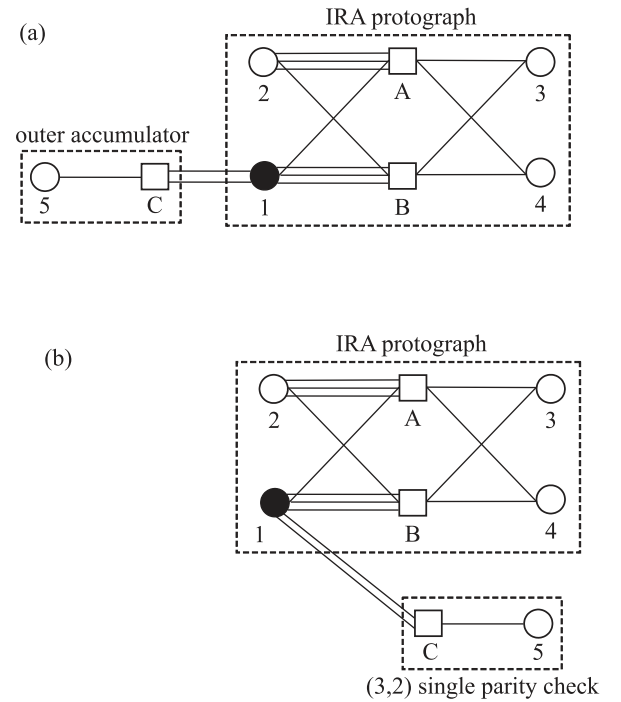 (a)
IRA protograph
2 A 3
outer accumulator
5 C 1 B 4
(b)
IRA protograph
2 A 3
1 B 4
C 5
(3,2) single parity check